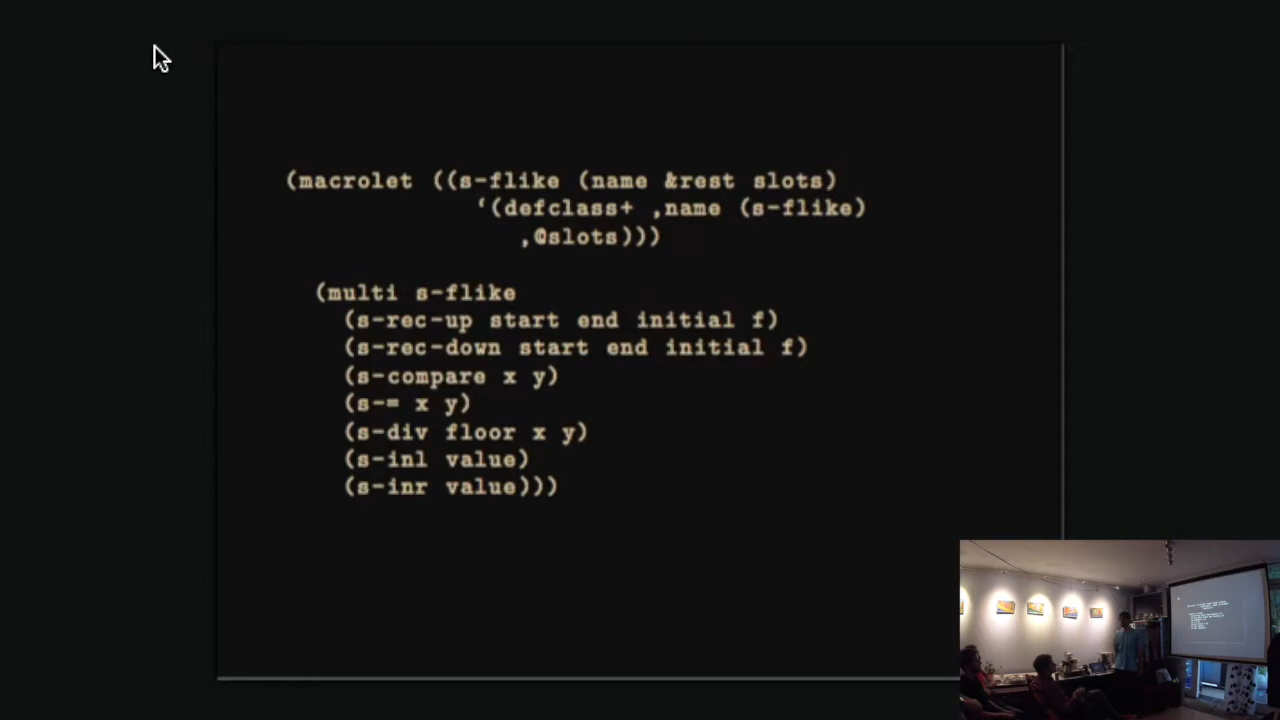 (macrolet ((s-flike (name &rest slots)
‘(defclass+ ,name (s-flike)
,@slots)))
(multi s-flike
(s-rec-up start end initial f)
(s-rec-down start end initial f)
(s-compare x y)
(s-= x y)
(s-div floor x y)
(s-inl value)
(s-inr value)))